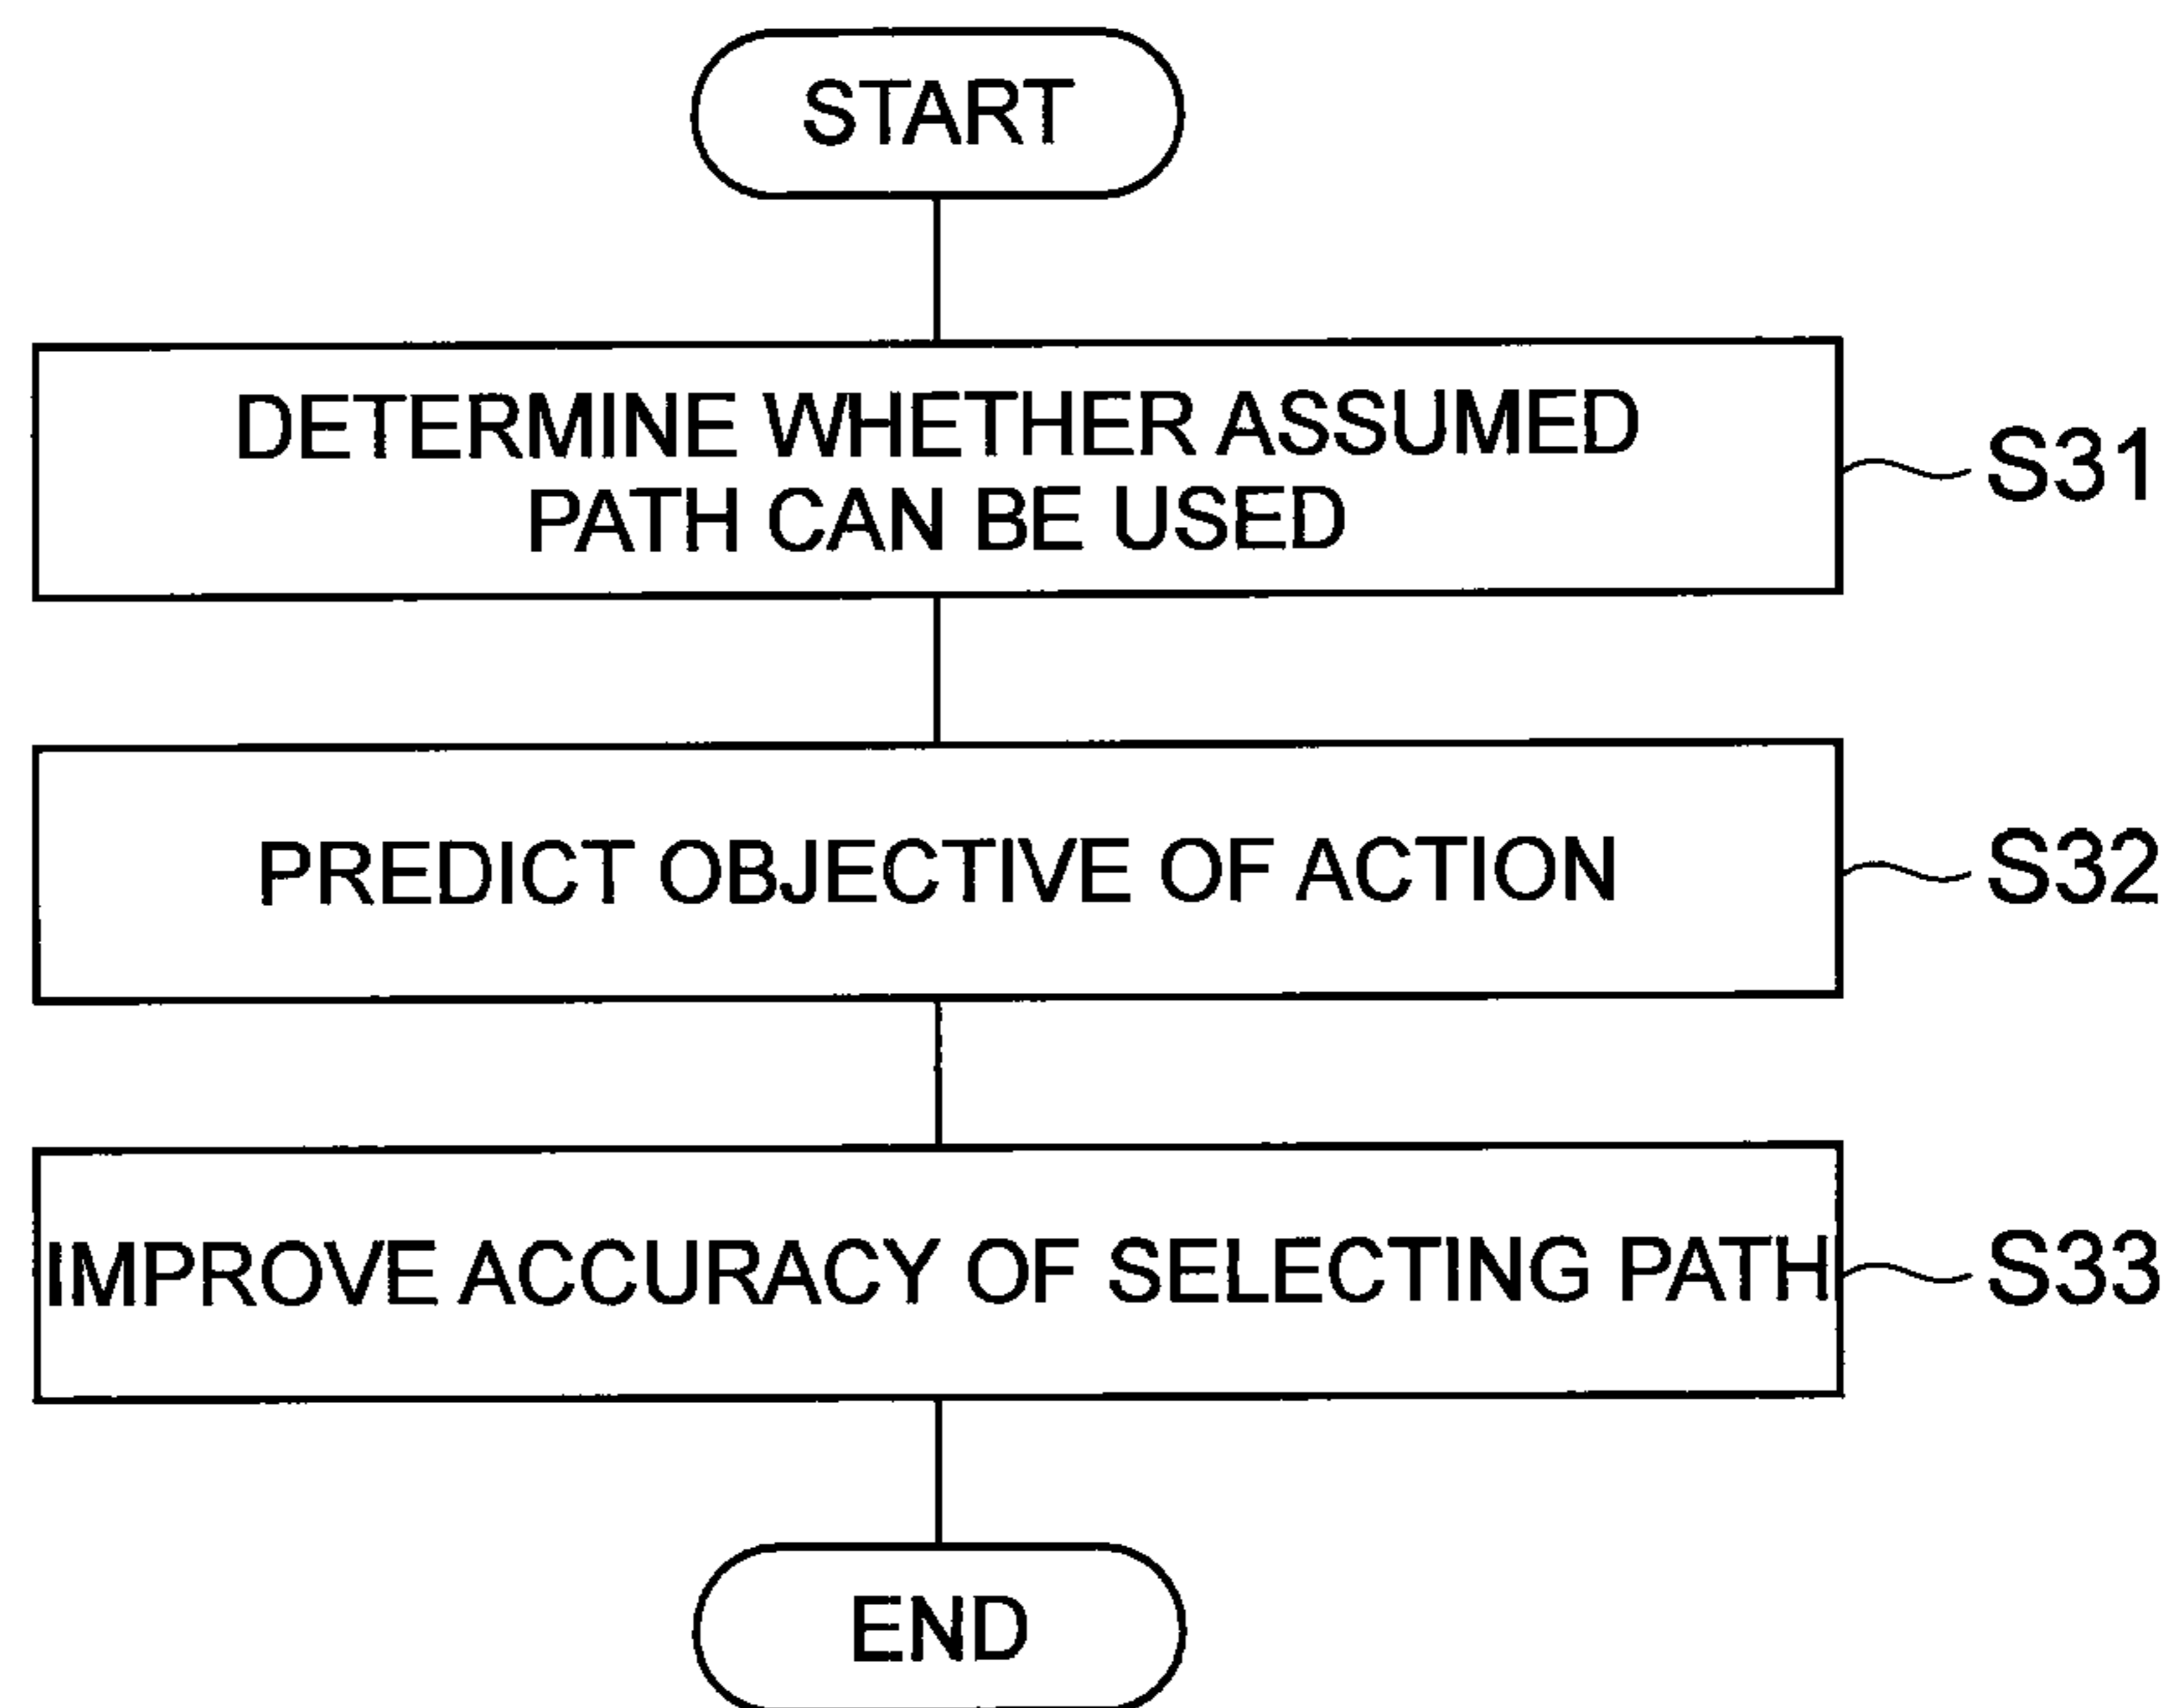 START
DETERMINE WHETHER ASSUMED
PATH CAN BE USED
S31
PREDICT OBJECTIVE OF ACTION
S32
IMPROVE ACCURACY OF SELECTING PATH
S33
END